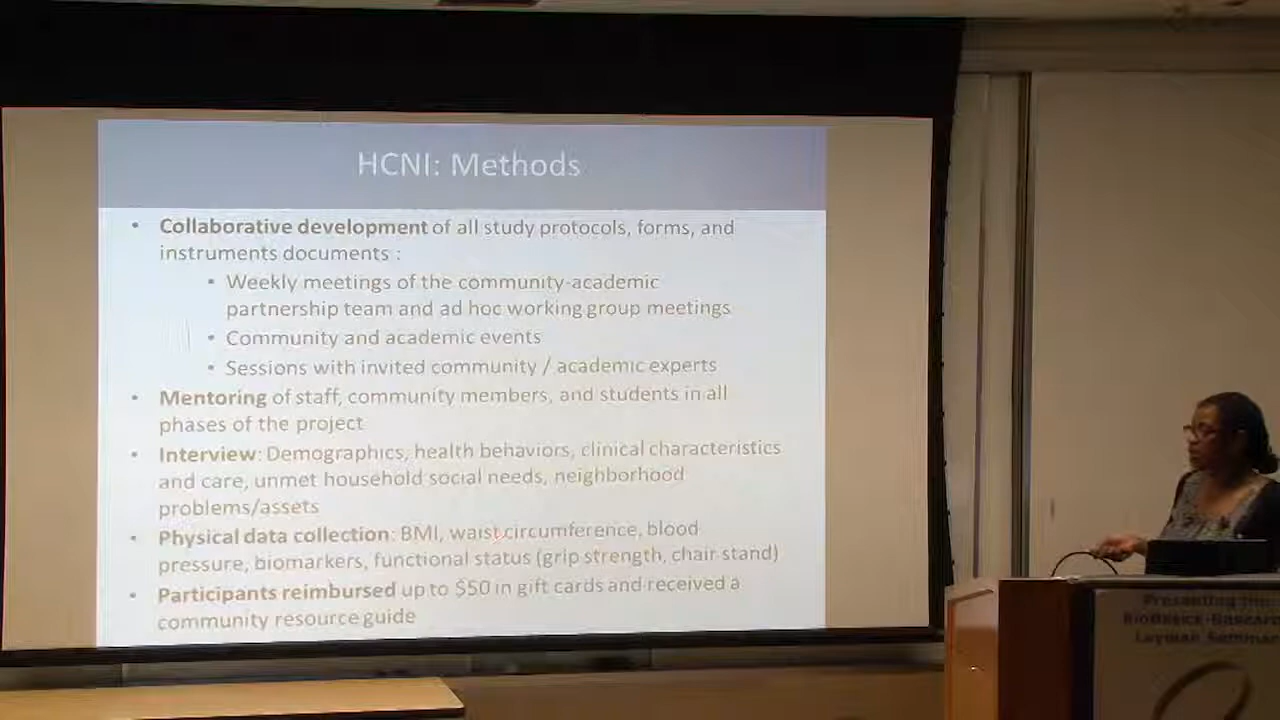 HCNI: Methods
• Collaborative development of all study protocols, forms, and
instruments documents :
▪ Weekly meetings of the community-academic
partnership team and ad hoc working group meetings
▪ Community and academic events
▪ Sessions with invited community / academic experts
• Mentoring of staff, community members, and students in all
phases of the project
• Interview: Demographics, health behaviors, clinical characteristics
and care, unmet household social needs, neighborhood
problems/assets
• Physical data collection: BMI, waist circumference, blood
pressure, biomarkers, functional status (grip strength, chair stand)
• Participants reimbursed up to $50 in gift cards and received a
community resource guide
Presenting
Layman Seminar